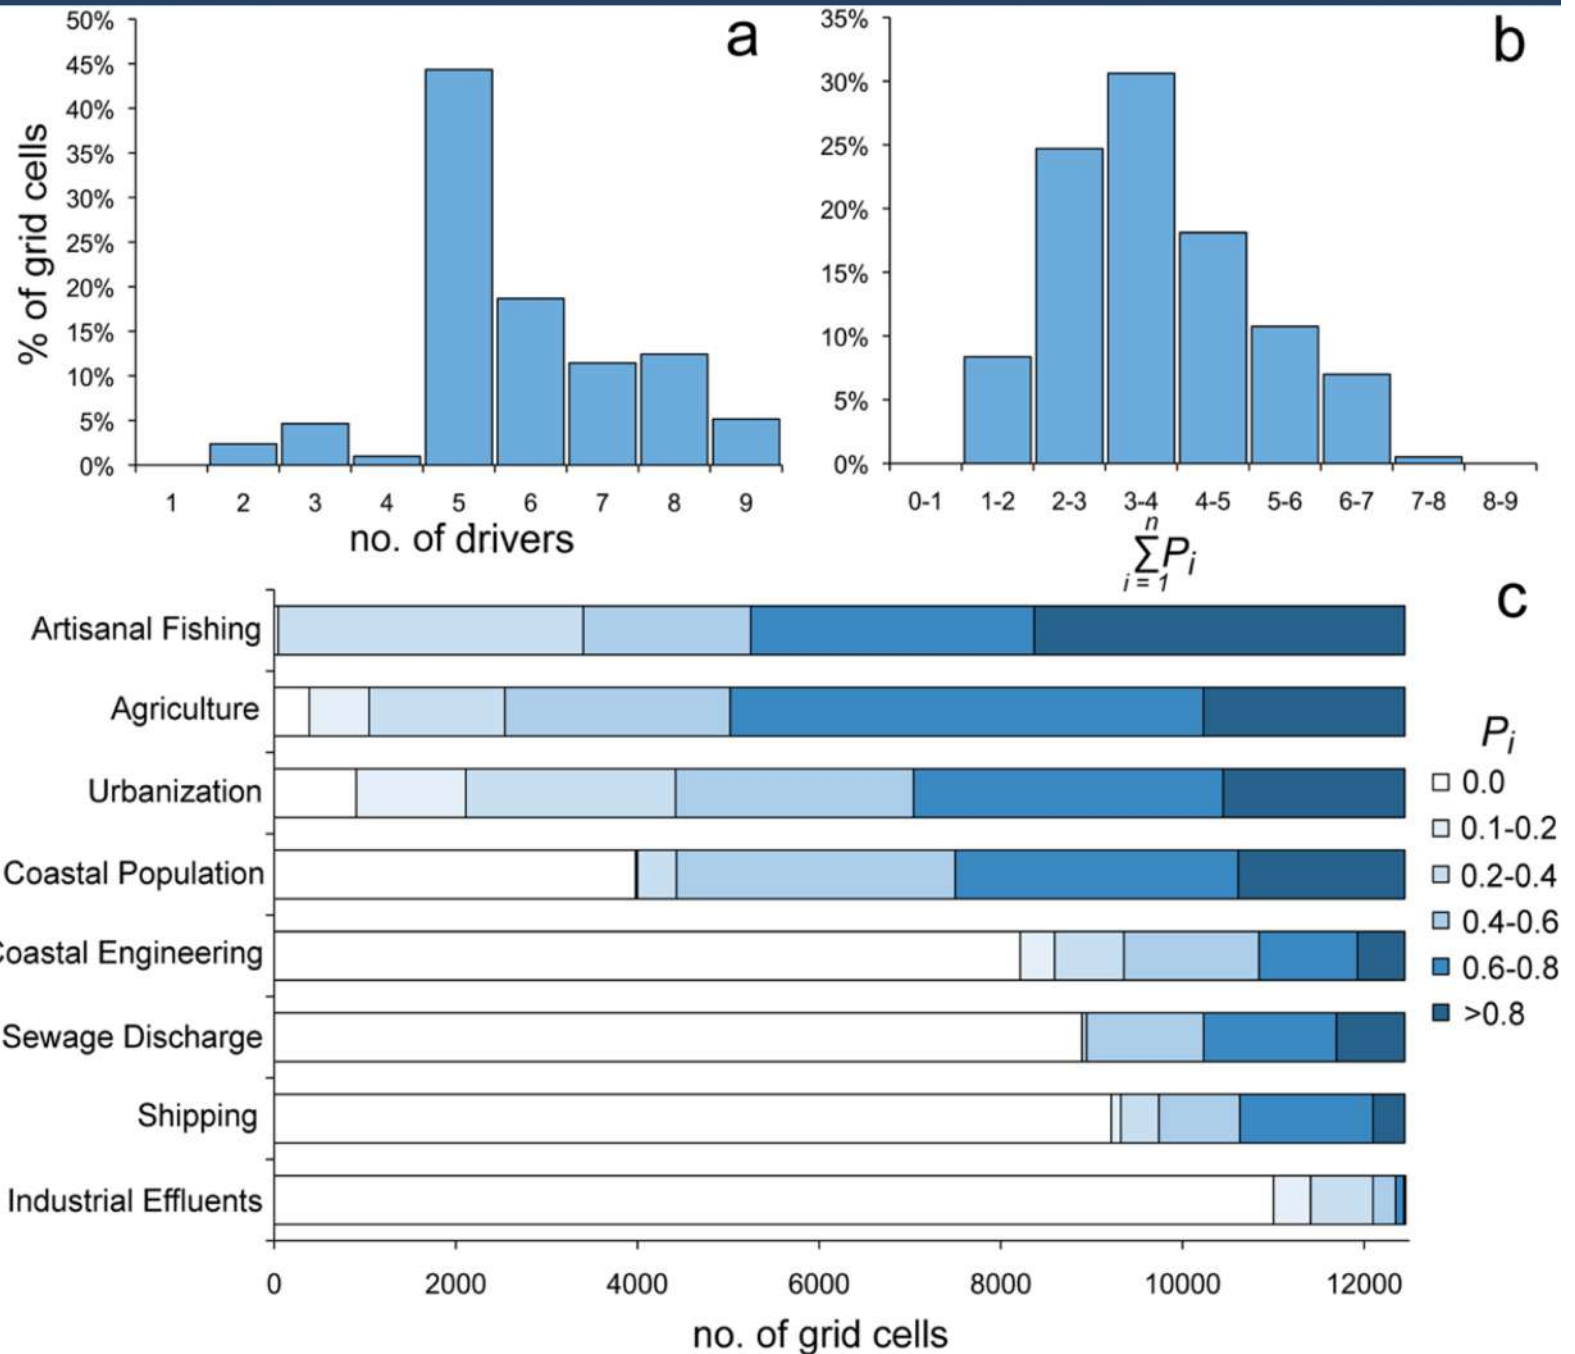 a
50%
45%
40%
35%
30%
25%
20%
15%
10%
5%
0%
% of grid cells
1 2 3 4 5 6 7 8 9
no. of drivers
b
35%
30%
25%
20%
15%
10%
5%
0%
0-1 1-2 2-3 3-4 4-5 5-6 6-7 7-8 8-9
n
∑Pi
i = 1
c
Artisanal Fishing
Agriculture
Urbanization
Coastal Population
Coastal Engineering
Sewage Discharge
Shipping
Industrial Effluents
0 2000 4000 6000 8000 10000 12000
no. of grid cells
Pi
0.0
0.1-0.2
0.2-0.4
0.4-0.6
0.6-0.8
>0.8